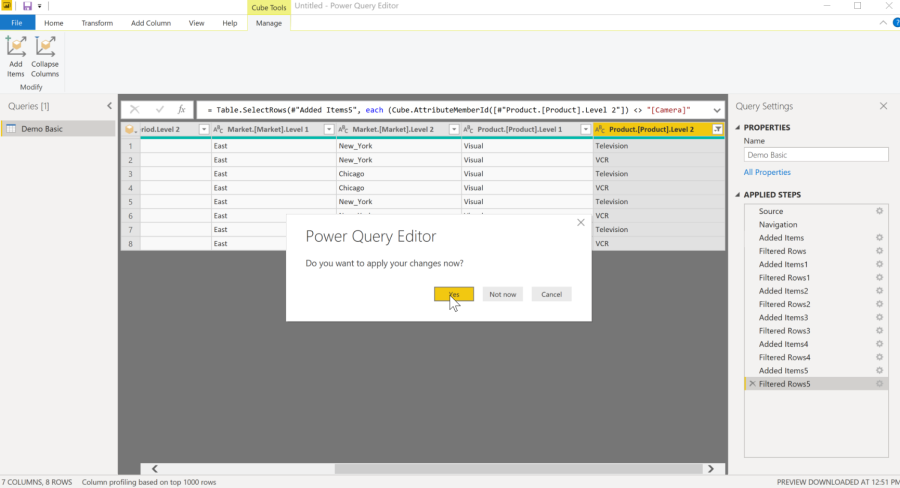 Cube Tools
Untitled - Power Query Editor
File Home Transform Add Column View Help Manage
?
Add Items
Collapse Columns
Modify
Queries [1]
Demo Basic
fx = Table.SelectRows(#"Added Items5", each (Cube.AttributeMemberId([#"Product.[Product].Level 2"]) <> "[Camera]"
riod.Level 2 ABC Market.[Market].Level 1 ABC Market.[Market].Level 2 ABC Product.[Product].Level 1 ABC Product.[Product].Level 2
1 East New_York Visual Television
2 East New_York Visual VCR
3 East Chicago Visual Television
4 East Chicago Visual VCR
5 East New_York Visual Television
6 East VCR
7 East Television
8 East VCR
Power Query Editor
Do you want to apply your changes now?
Yes Not now Cancel
Query Settings
PROPERTIES
Name
Demo Basic
All Properties
APPLIED STEPS
Source
Navigation
Added Items
Filtered Rows
Added Items1
Filtered Rows1
Added Items2
Filtered Rows2
Added Items3
Filtered Rows3
Added Items4
Filtered Rows4
Added Items5
Filtered Rows5
7 COLUMNS, 8 ROWS Column profiling based on top 1000 rows
PREVIEW DOWNLOADED AT 12:51 PM